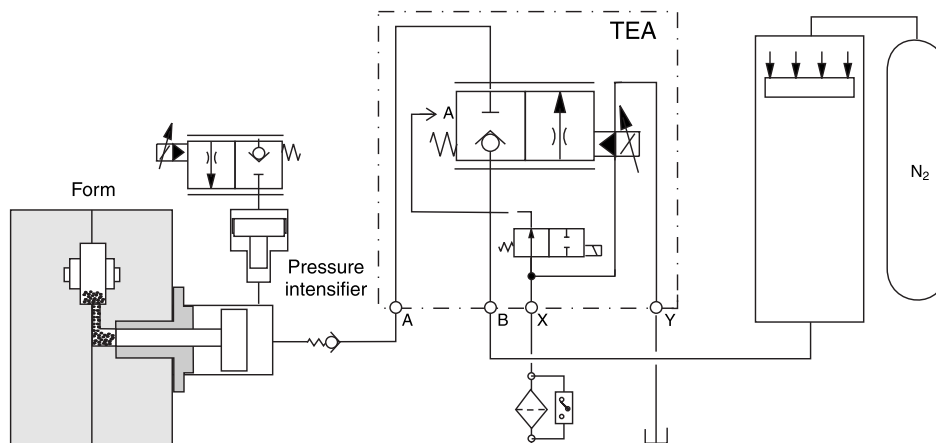 TEA
A
Form
Pressure
intensifier
N₂
A
B
X
Y